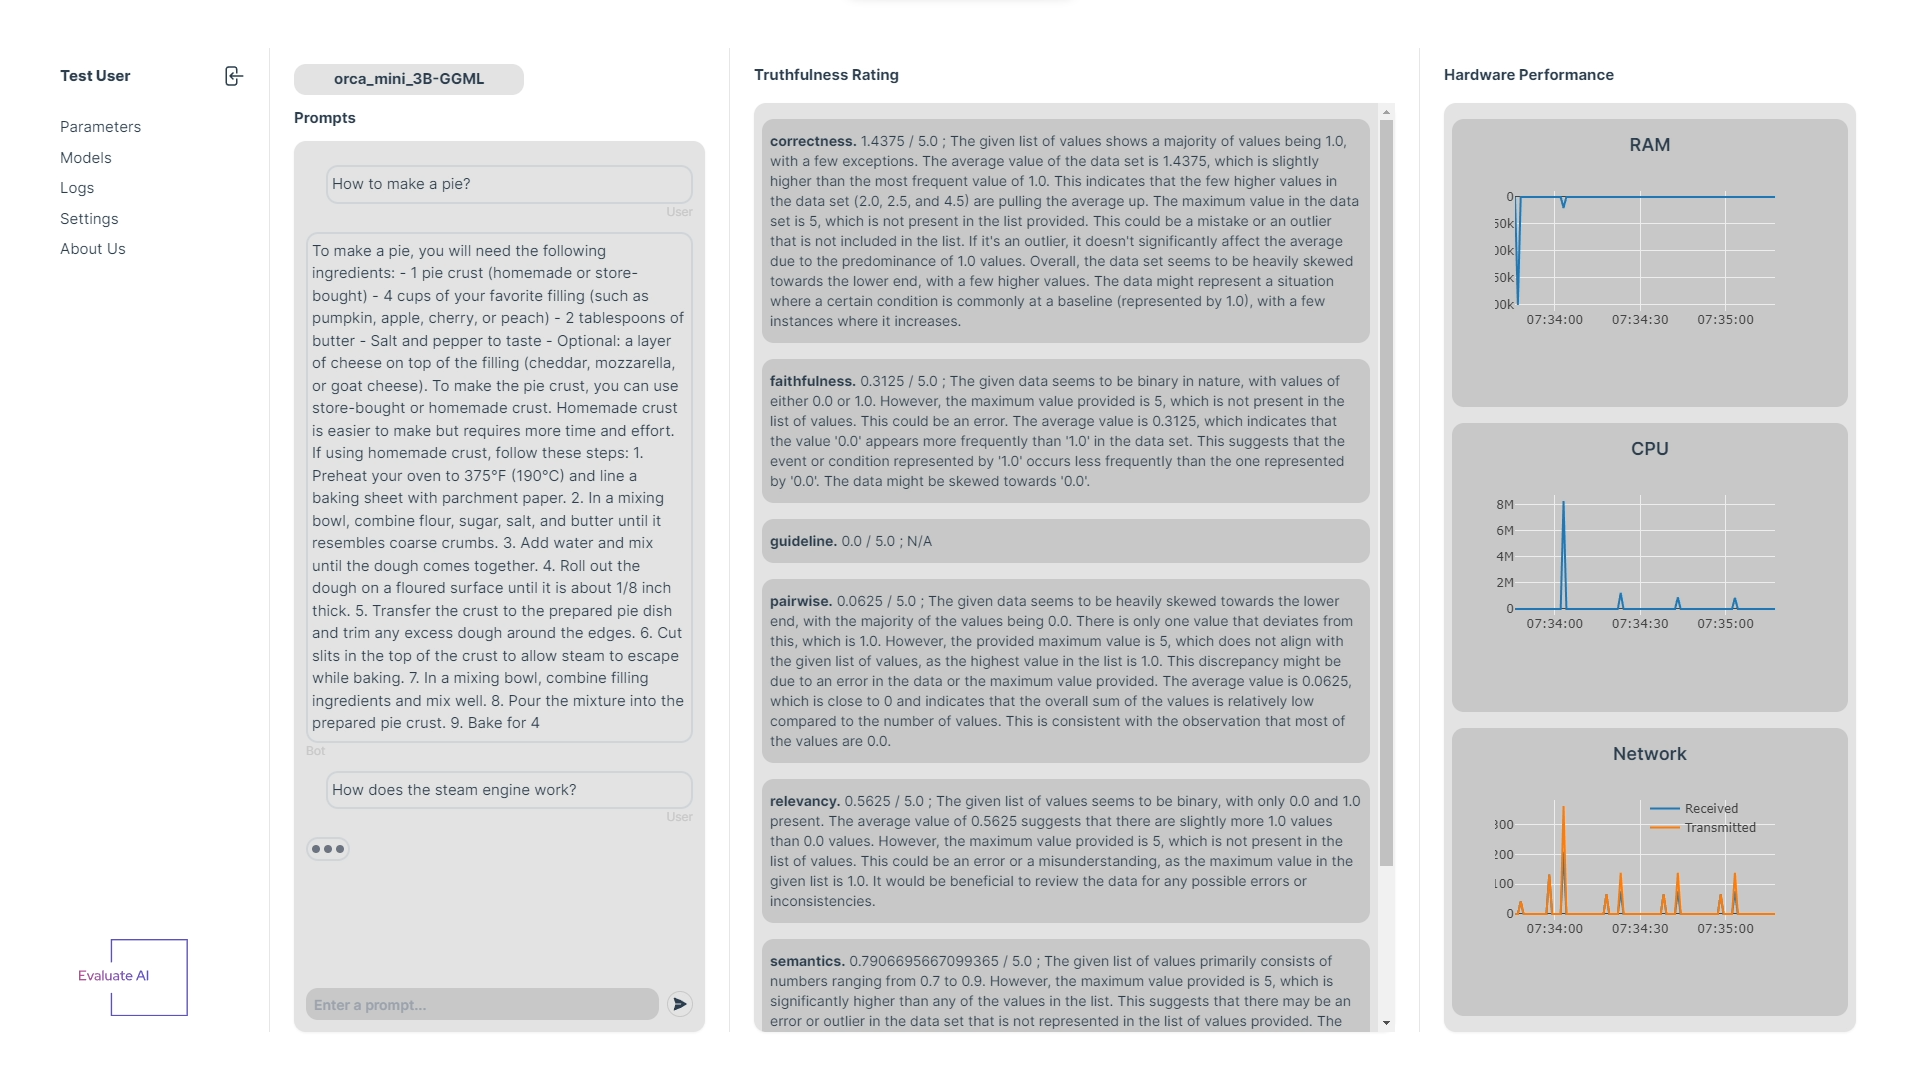 Test User
Parameters
Models
Logs
Settings
About Us
Evaluate AI
orca_mini_3B-GGML
Prompts
How to make a pie?
User
To make a pie, you will need the following
ingredients: - 1 pie crust (homemade or store-
bought) - 4 cups of your favorite filling (such as
pumpkin, apple, cherry, or peach) - 2 tablespoons of
butter - Salt and pepper to taste - Optional: a layer
of cheese on top of the filling (cheddar, mozzarella,
or goat cheese). To make the pie crust, you can use
store-bought or homemade crust. Homemade crust
is easier to make but requires more time and effort.
If using homemade crust, follow these steps: 1.
Preheat your oven to 375°F (190°C) and line a
baking sheet with parchment paper. 2. In a mixing
bowl, combine flour, sugar, salt, and butter until it
resembles coarse crumbs. 3. Add water and mix
until the dough comes together. 4. Roll out the
dough on a floured surface until it is about 1/8 inch
thick. 5. Transfer the crust to the prepared pie dish
and trim any excess dough around the edges. 6. Cut
slits in the top of the crust to allow steam to escape
while baking. 7. In a mixing bowl, combine filling
ingredients and mix well. 8. Pour the mixture into the
prepared pie crust. 9. Bake for 4
Bot
How does the steam engine work?
User
Enter a prompt...
Truthfulness Rating
correctness. 1.4375 / 5.0 ; The given list of values shows a majority of values being 1.0,
with a few exceptions. The average value of the data set is 1.4375, which is slightly
higher than the most frequent value of 1.0. This indicates that the few higher values in
the data set (2.0, 2.5, and 4.5) are pulling the average up. The maximum value in the data
set is 5, which is not present in the list provided. This could be a mistake or an outlier
that is not included in the list. If it's an outlier, it doesn't significantly affect the average
due to the predominance of 1.0 values. Overall, the data set seems to be heavily skewed
towards the lower end, with a few higher values. The data might represent a situation
where a certain condition is commonly at a baseline (represented by 1.0), with a few
instances where it increases.
faithfulness. 0.3125 / 5.0 ; The given data seems to be binary in nature, with values of
either 0.0 or 1.0. However, the maximum value provided is 5, which is not present in the
list of values. This could be an error. The average value is 0.3125, which indicates that
the value '0.0' appears more frequently than '1.0' in the data set. This suggests that the
event or condition represented by '1.0' occurs less frequently than the one represented
by '0.0'. The data might be skewed towards '0.0'.
guideline. 0.0 / 5.0 ; N/A
pairwise. 0.0625 / 5.0 ; The given data seems to be heavily skewed towards the lower
end, with the majority of the values being 0.0. There is only one value that deviates from
this, which is 1.0. However, the provided maximum value is 5, which does not align with
the given list of values, as the highest value in the list is 1.0. This discrepancy might be
due to an error in the data or the maximum value provided. The average value is 0.0625,
which is close to 0 and indicates that the overall sum of the values is relatively low
compared to the number of values. This is consistent with the observation that most of
the values are 0.0.
relevancy. 0.5625 / 5.0 ; The given list of values seems to be binary, with only 0.0 and 1.0
present. The average value of 0.5625 suggests that there are slightly more 1.0 values
than 0.0 values. However, the maximum value provided is 5, which is not present in the
list of values. This could be an error or a misunderstanding, as the maximum value in the
given list is 1.0. It would be beneficial to review the data for any possible errors or
inconsistencies.
semantics. 0.7906695667099365 / 5.0 ; The given list of values primarily consists of
numbers ranging from 0.7 to 0.9. However, the maximum value provided is 5, which is
significantly higher than any of the values in the list. This suggests that there may be an
error or outlier in the data set that is not represented in the list of values provided. The
Hardware Performance
RAM
0
50k
00k
50k
00k
07:34:00 07:34:30 07:35:00
CPU
8M
6M
4M
2M
0
07:34:00 07:34:30 07:35:00
Network
Received
Transmitted
300
200
100
0
07:34:00 07:34:30 07:35:00